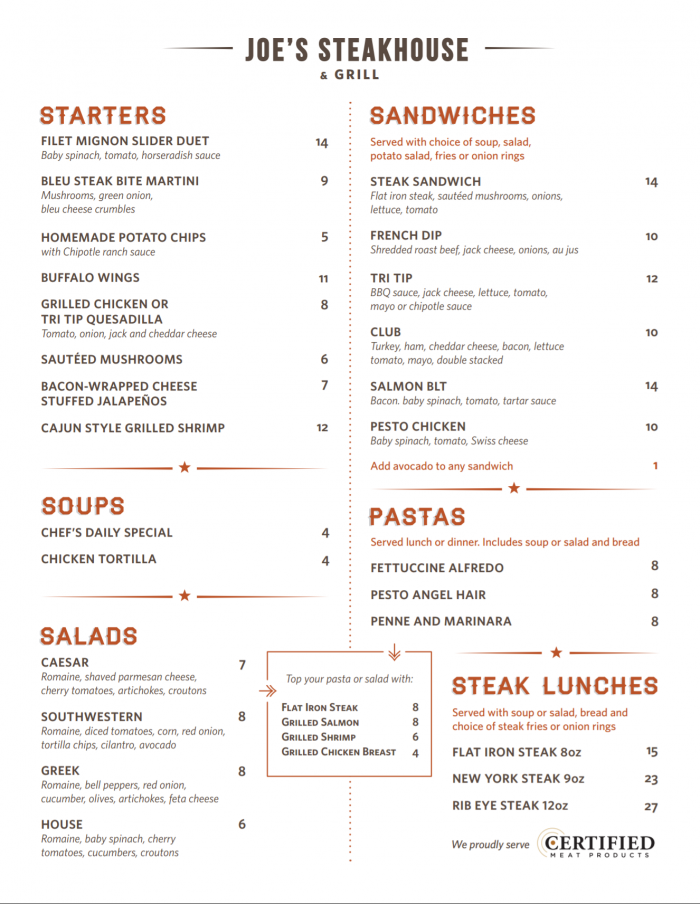 JOE'S STEAKHOUSE
& GRILL
STARTERS
FILET MIGNON SLIDER DUET 14
Baby spinach, tomato, horseradish sauce
BLEU STEAK BITE MARTINI 9
Mushrooms, green onion,
bleu cheese crumbles
HOMEMADE POTATO CHIPS 5
with Chipotle ranch sauce
BUFFALO WINGS 11
GRILLED CHICKEN OR 8
TRI TIP QUESADILLA
Tomato, onion, jack and cheddar cheese
SAUTÉED MUSHROOMS 6
BACON-WRAPPED CHEESE 7
STUFFED JALAPEÑOS
CAJUN STYLE GRILLED SHRIMP 12
SOUPS
CHEF'S DAILY SPECIAL 4
CHICKEN TORTILLA 4
SALADS
CAESAR 7
Romaine, shaved parmesan cheese,
cherry tomatoes, artichokes, croutons
SOUTHWESTERN 8
Romaine, diced tomatoes, corn, red onion,
tortilla chips, cilantro, avocado
GREEK 8
Romaine, bell peppers, red onion,
cucumber, olives, artichokes, feta cheese
HOUSE 6
Romaine, baby spinach, cherry
tomatoes, cucumbers, croutons
Top your pasta or salad with:
FLAT IRON STEAK 8
GRILLED SALMON 8
GRILLED SHRIMP 6
GRILLED CHICKEN BREAST 4
SANDWICHES
Served with choice of soup, salad,
potato salad, fries or onion rings
STEAK SANDWICH 14
Flat iron steak, sautéed mushrooms, onions,
lettuce, tomato
FRENCH DIP 10
Shredded roast beef, jack cheese, onions, au jus
TRI TIP 12
BBQ sauce, jack cheese, lettuce, tomato,
mayo or chipotle sauce
CLUB 10
Turkey, ham, cheddar cheese, bacon, lettuce
tomato, mayo, double stacked
SALMON BLT 14
Bacon. baby spinach, tomato, tartar sauce
PESTO CHICKEN 10
Baby spinach, tomato, Swiss cheese
Add avocado to any sandwich 1
PASTAS
Served lunch or dinner. Includes soup or salad and bread
FETTUCCINE ALFREDO 8
PESTO ANGEL HAIR 8
PENNE AND MARINARA 8
STEAK LUNCHES
Served with soup or salad, bread and
choice of steak fries or onion rings
FLAT IRON STEAK 8oz 15
NEW YORK STEAK 9oz 23
RIB EYE STEAK 12oz 27
We proudly serve CERTIFIED
MEAT PRODUCTS